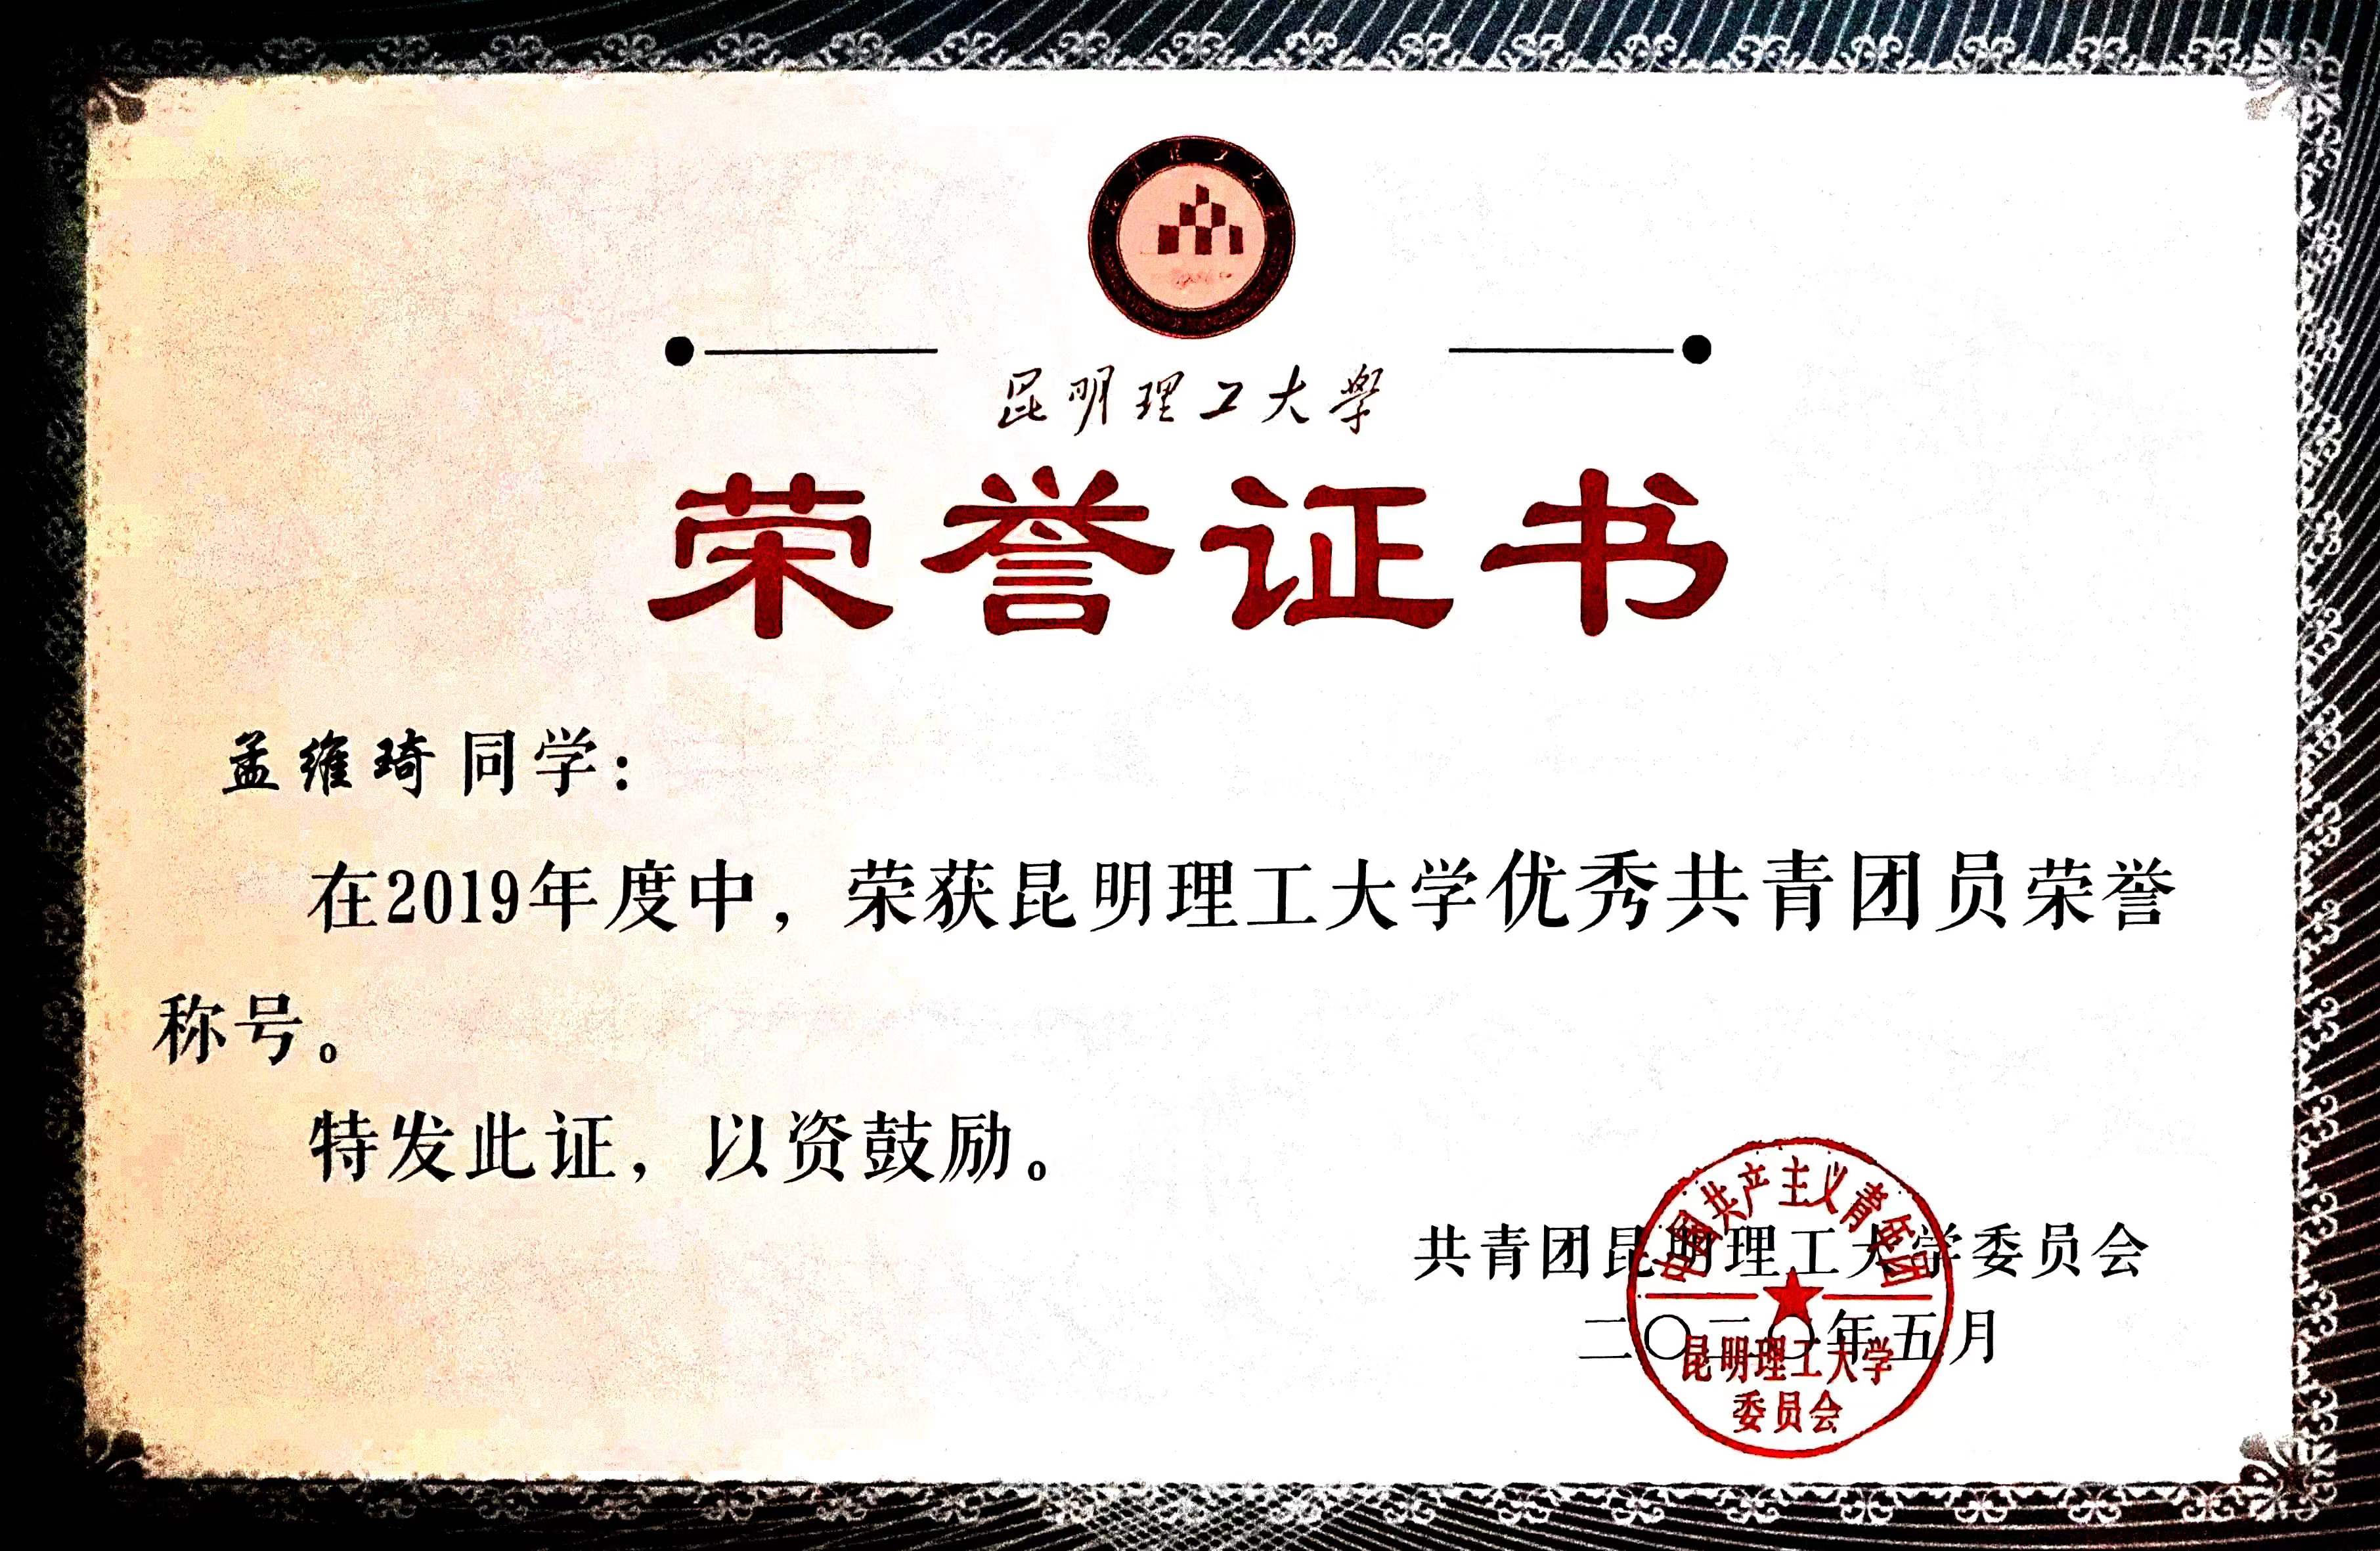 昆明理工大學
荣誉证书
孟维琦同学：
在2019年度中，荣获昆明理工大学优秀共青团员荣誉
称号。
特发此证，以资鼓励。
共青团昆明理工大学委员会
二〇二〇年五月
中國共产主义青年团
昆明理工大学
委员会